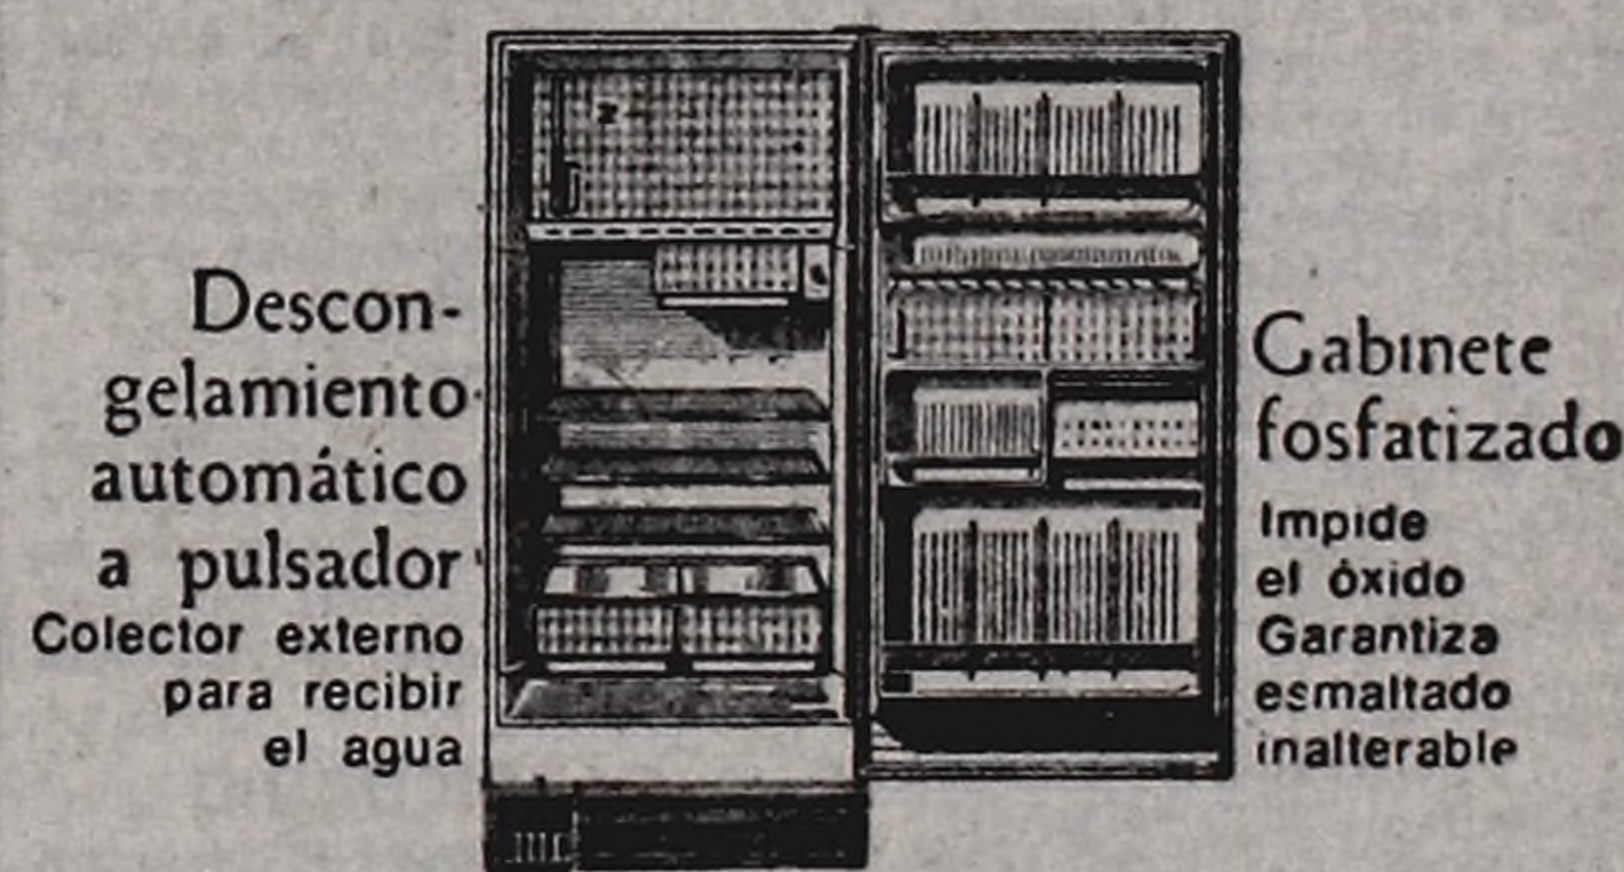 Descon-
gelamiento
automático
a pulsador
Colector externo
para recibir
el agua
Gabinete
fosfatizado
Impide
el óxido
Garantiza
esmaltado
inalterable